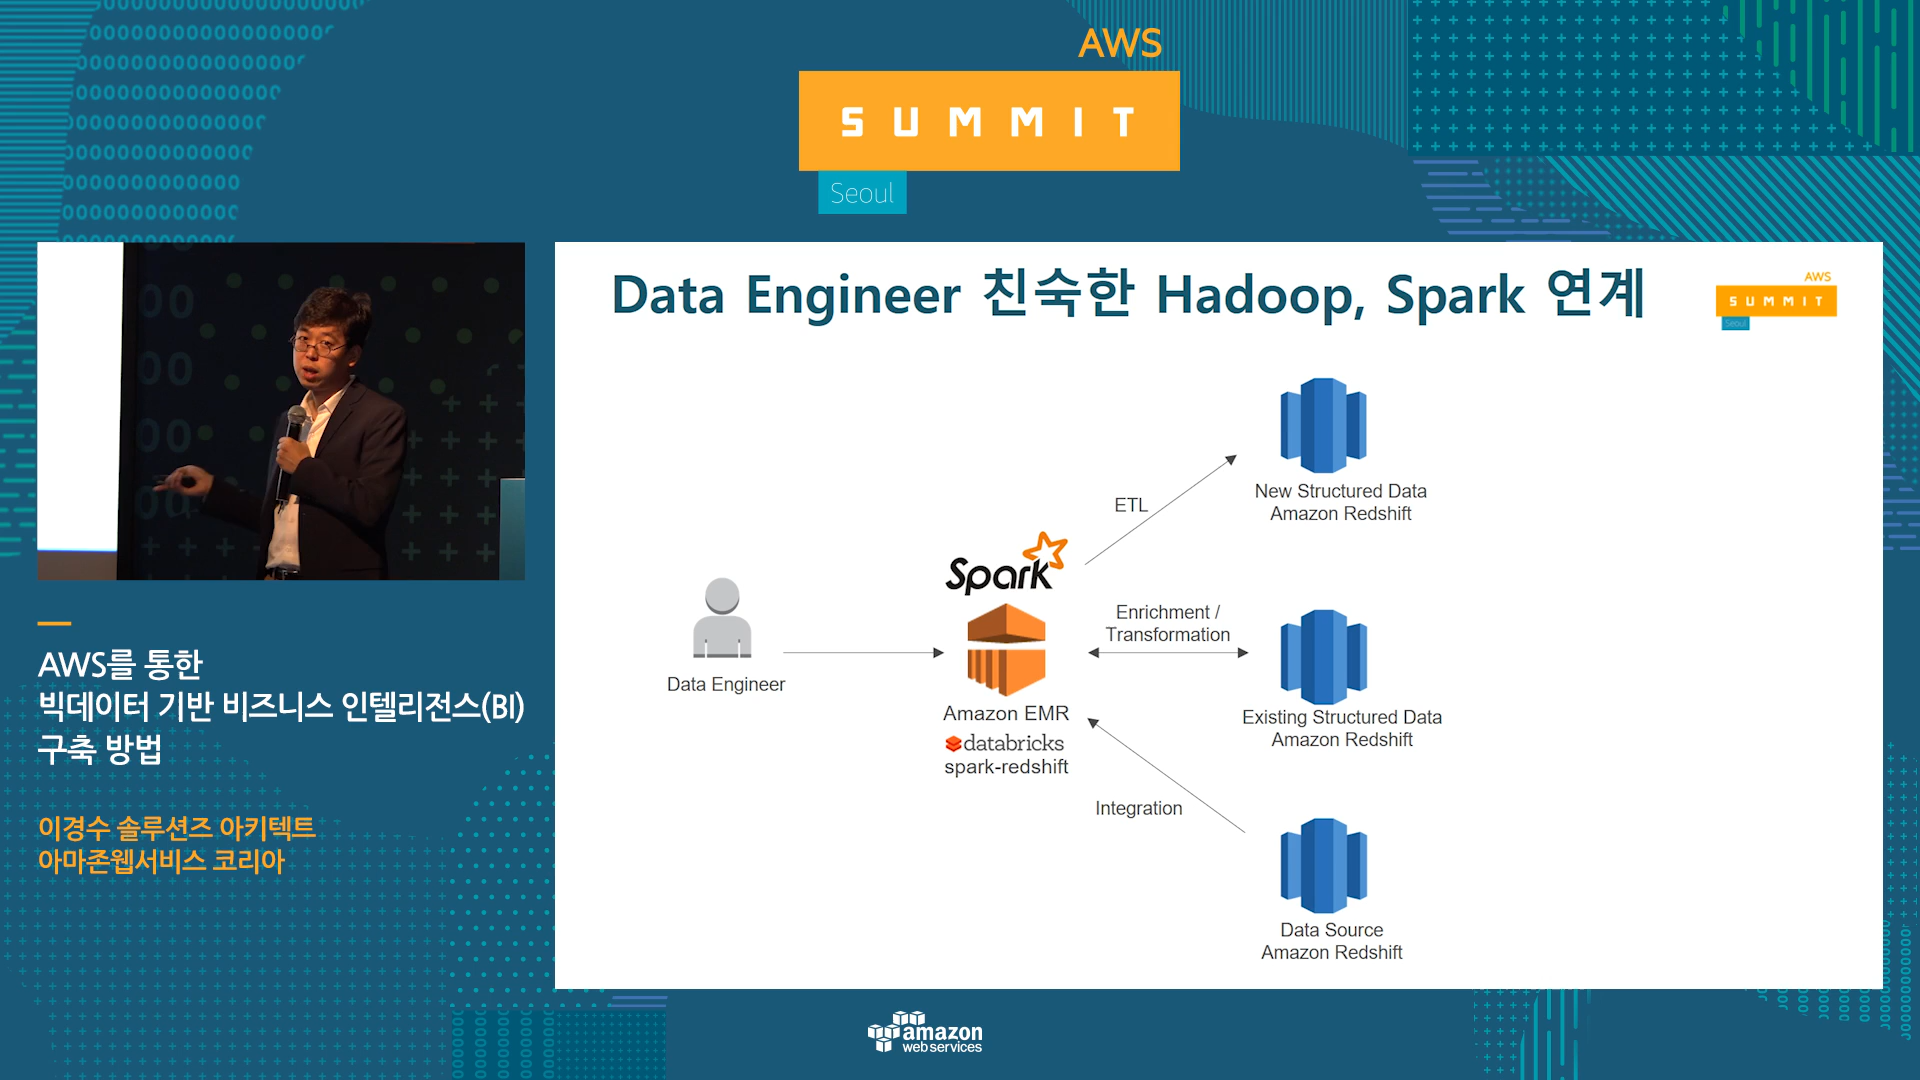 AWS
SUMMIT
Seoul
Data Engineer 친숙한 Hadoop, Spark 연계
AWS
SUMMIT
Seoul
New Structured Data
Amazon Redshift
ETL
Spark
Enrichment /
Transformation
Data Engineer
Amazon EMR
databricks
spark-redshift
Existing Structured Data
Amazon Redshift
Integration
Data Source
Amazon Redshift
AWS를 통한
빅데이터 기반 비즈니스 인텔리전스(BI)
구축 방법
이경수 솔루션즈 아키텍트
아마존웹서비스 코리아
amazon
web services